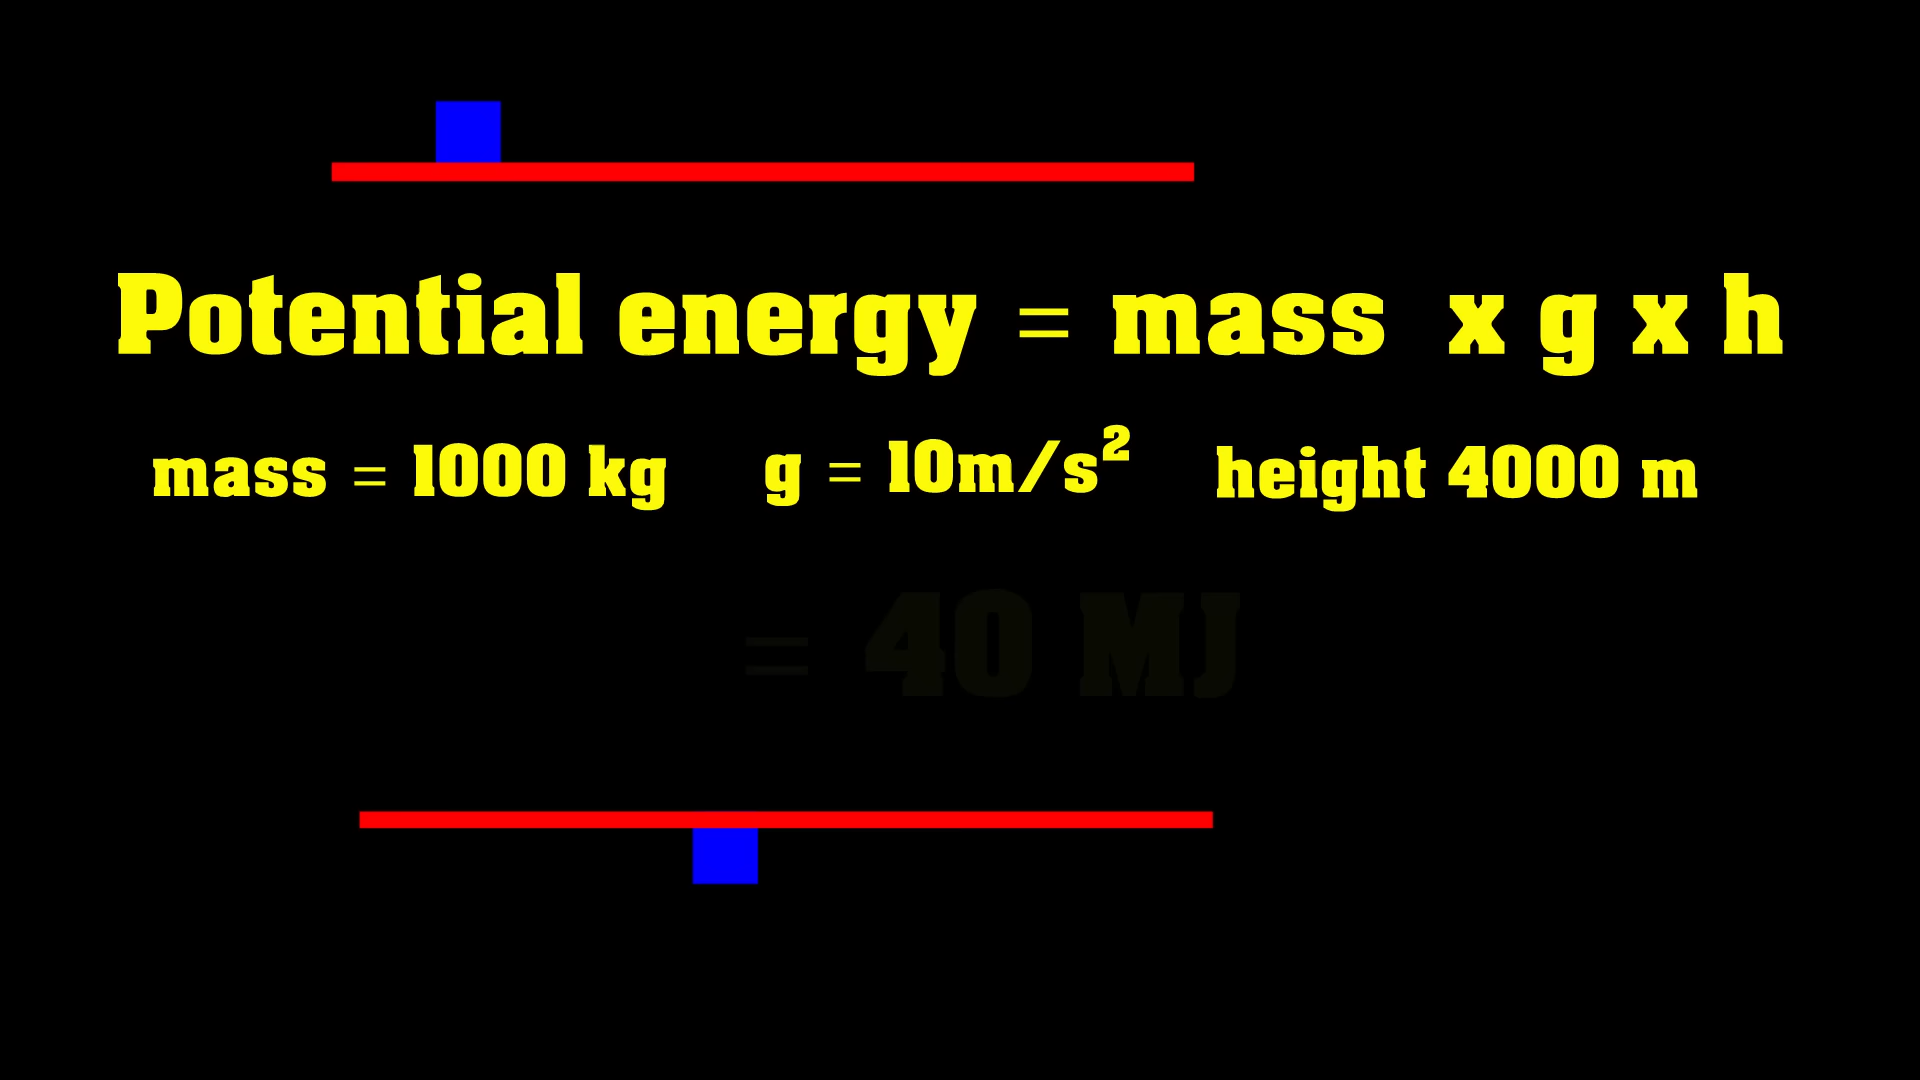 Potential energy = mass x g x h
mass = 1000 kg g = 10m/s² height 4000 m
= 40 MJ